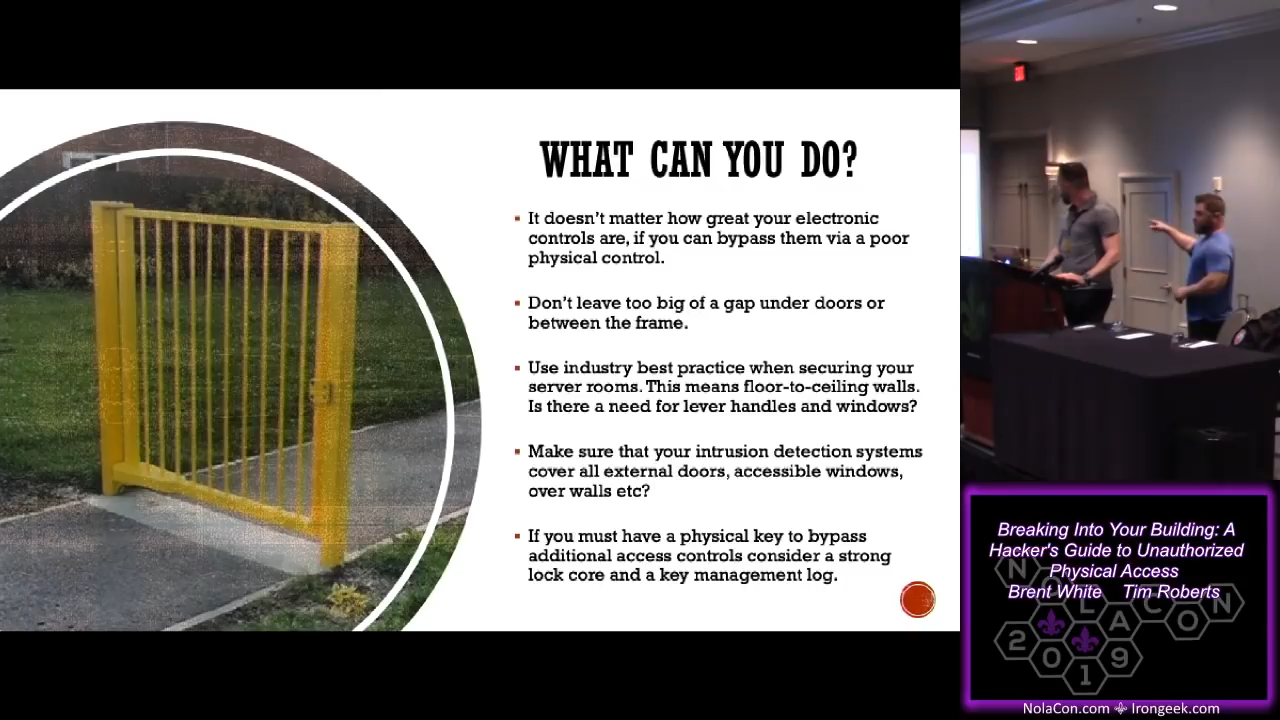 WHAT CAN YOU DO?
It doesn't matter how great your electronic
controls are, if you can bypass them via a poor
physical control.
Don't leave too big of a gap under doors or
between the frame.
Use industry best practice when securing your
server rooms. This means floor-to-ceiling walls.
Is there a need for lever handles and windows?
Make sure that your intrusion detection systems
cover all external doors, accessible windows,
over walls etc?
If you must have a physical key to bypass
additional access controls consider a strong
lock core and a key management log.
Breaking Into Your Building: A
Hacker's Guide to Unauthorized
Physical Access
Brent White Tim Roberts
NOLACON
2019
NolaCon.com Irongeek.com